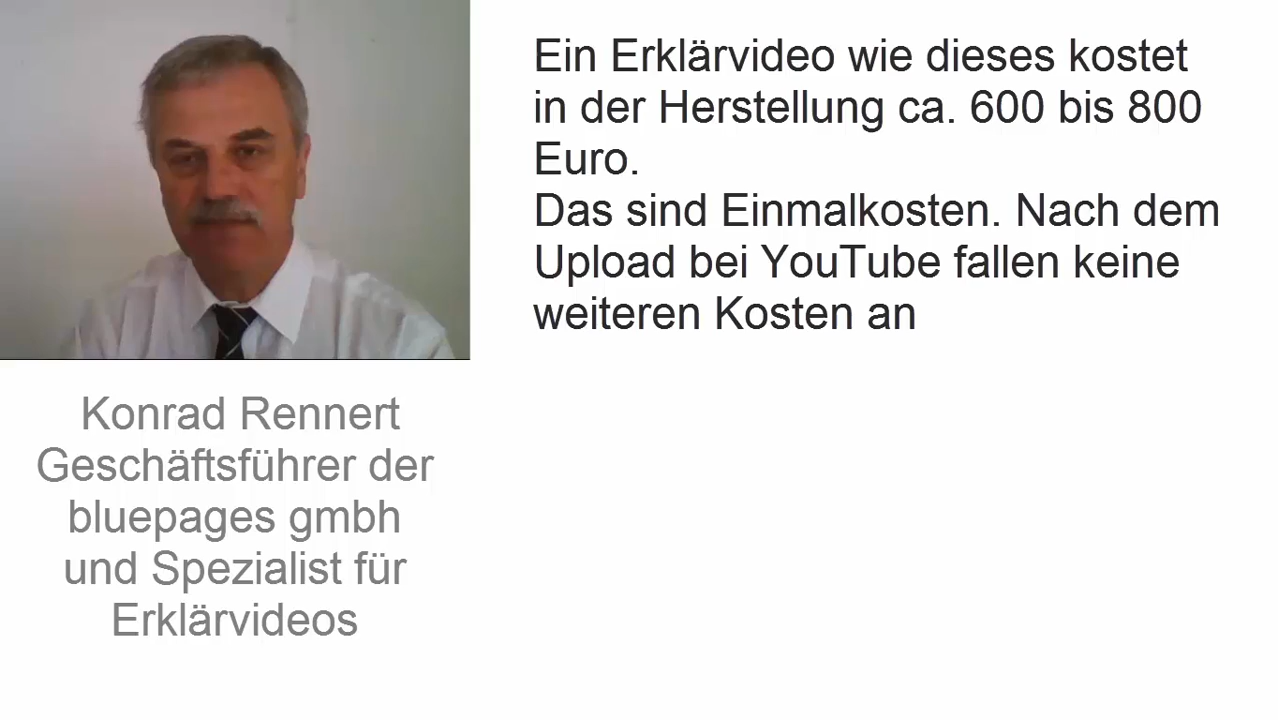 Ein Erklärvideo wie dieses kostet
in der Herstellung ca. 600 bis 800
Euro.
Das sind Einmalkosten. Nach dem
Upload bei YouTube fallen keine
weiteren Kosten an
Konrad Rennert
Geschäftsführer der
bluepages gmbh
und Spezialist für
Erklärvideos